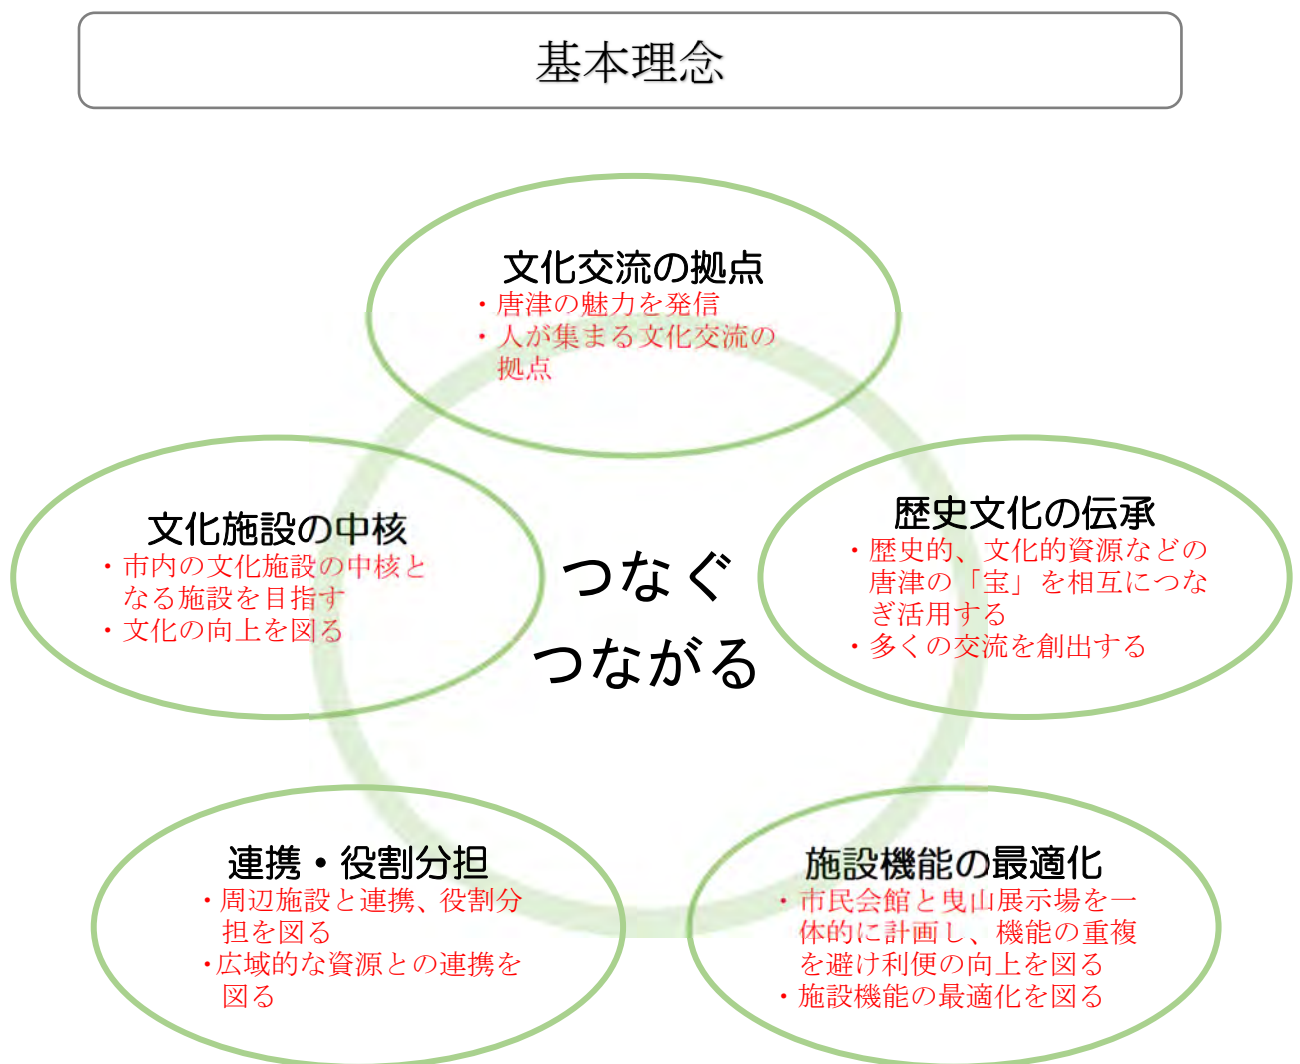 基本理念
文化交流の拠点
・唐津の魅力を発信
・人が集まる文化交流の
拠点
文化施設の中核
・市内の文化施設の中核と
なる施設を目指す
・文化の向上を図る
つなぐ
つながる
歴史文化の伝承
・歴史的、文化的資源などの
唐津の「宝」を相互につな
ぎ活用する
・多くの交流を創出する
連携・役割分担
・周辺施設と連携、役割分
担を図る
・広域的な資源との連携を
図る
施設機能の最適化
・市民会館と曳山展示場を一
体的に計画し、機能の重複
を避け利便の向上を図る
・施設機能の最適化を図る